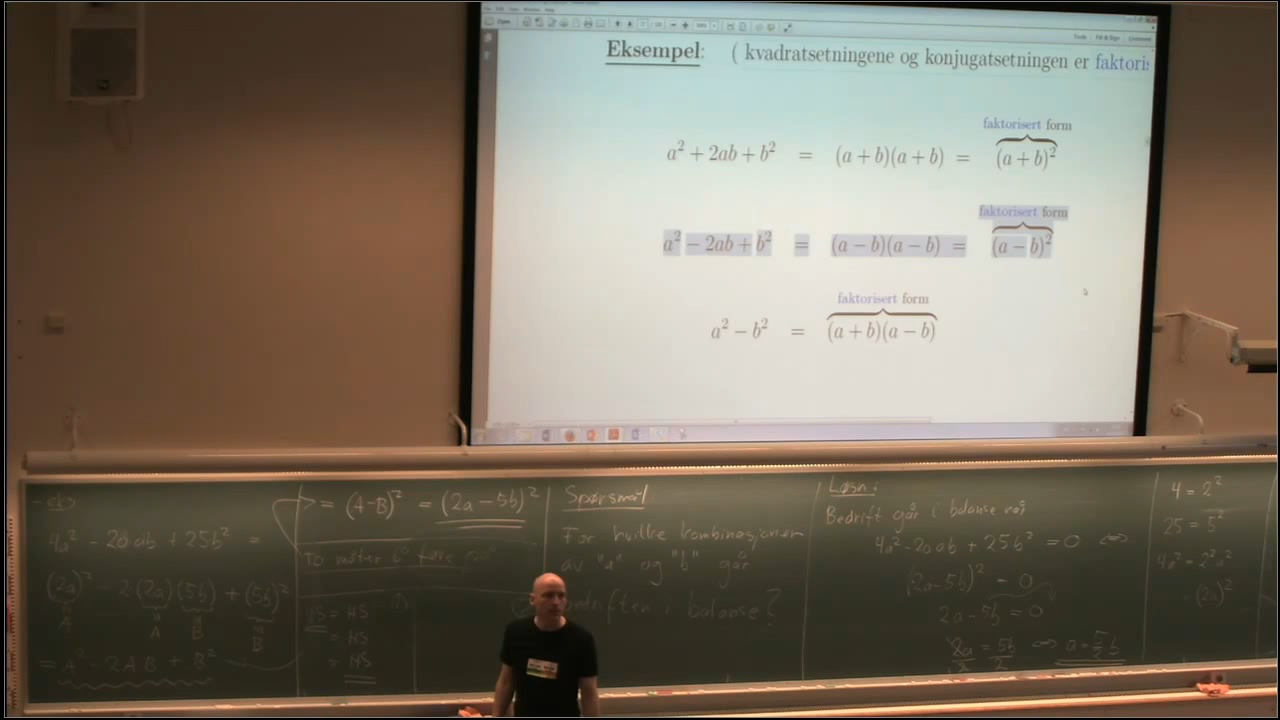 Eksempel: ( kvadratsetningene og konjugatsetningen er faktoris
faktorisert form
a² + 2ab + b² = (a + b)(a + b) = (a + b)²
faktorisert form
a² − 2ab + b² = (a − b)(a − b) = (a − b)²
faktorisert form
a² − b² = (a + b)(a − b)
4a² - 20ab + 25b² =
(2a)² - 2(2a)(5b) + (5b)²
A A B B
= A² - 2AB + B²
= (A-B)² = (2a - 5b)²
To måter å føre på
= HS
= HS
= HS
Spørsmål
For hvilke kombinasjoner
av "a" og "b" går
bedriften i balanse?
Løsn:
Bedrift går i balanse når
4a² - 20ab + 25b² = 0 ⇔
(2a-5b)² = 0
2a - 5b = 0
2a/2 = 5b/2 ⇔ a = 5/2 b
4 = 2²
25 = 5²
4a² = 2²a²
= (2a)²